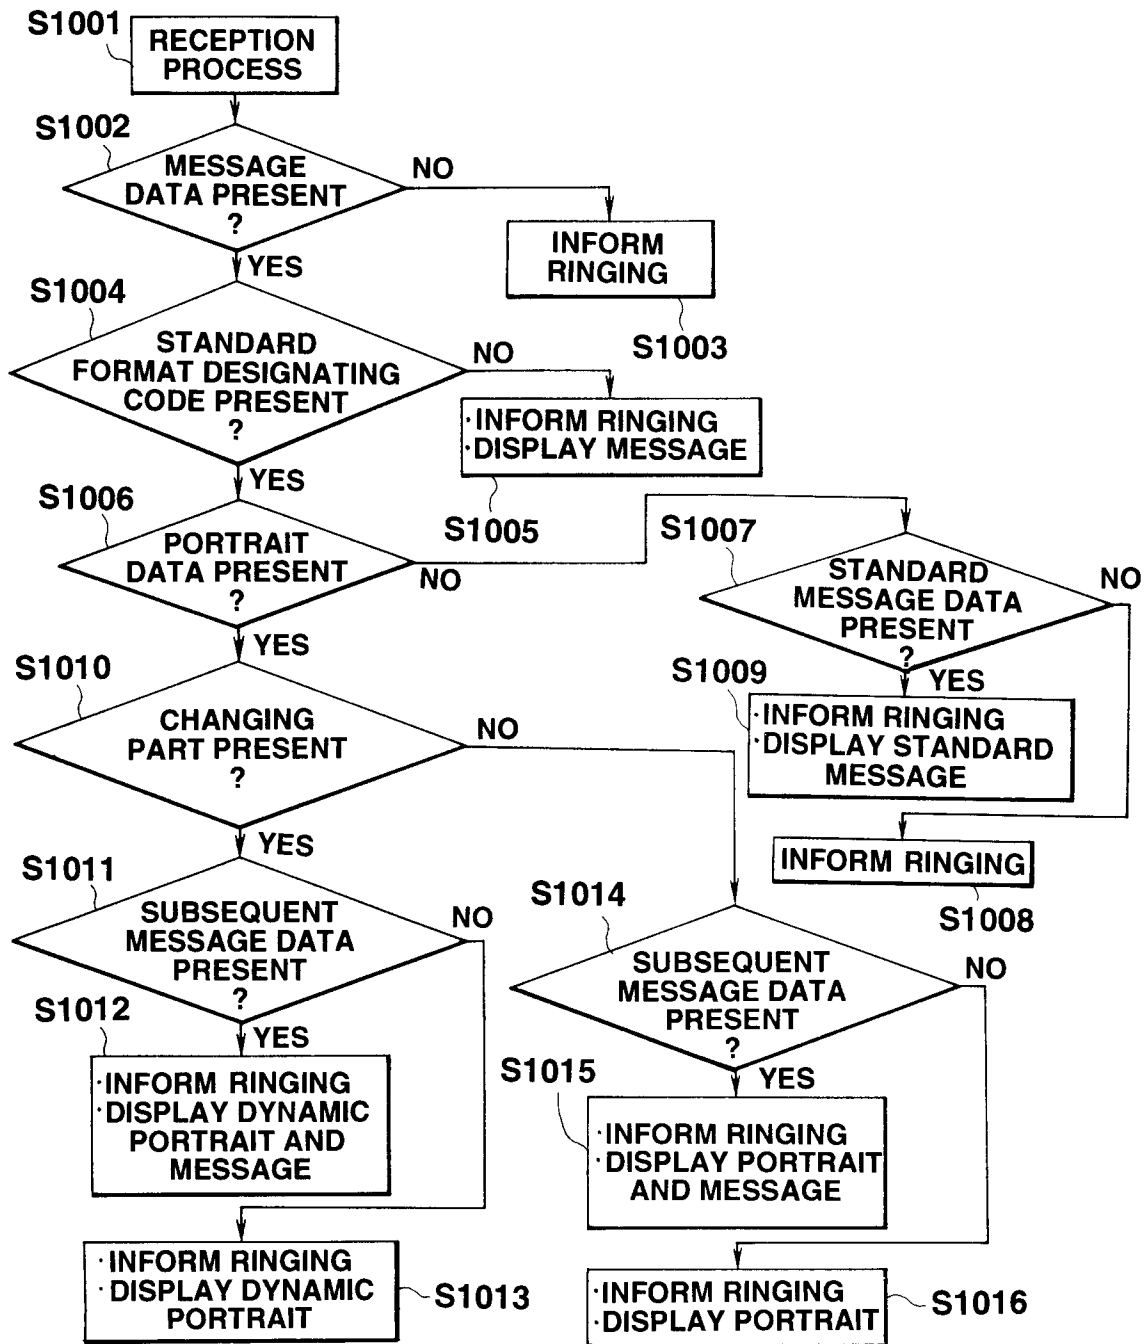 S1001
RECEPTION
PROCESS
S1002
MESSAGE
DATA PRESENT
?
NO
INFORM
RINGING
S1003
YES
S1004
STANDARD
FORMAT DESIGNATING
CODE PRESENT
?
NO
·INFORM RINGING
·DISPLAY MESSAGE
S1005
YES
S1006
PORTRAIT
DATA PRESENT
?
NO
S1007
STANDARD
MESSAGE DATA
PRESENT
?
NO
YES
S1009
·INFORM RINGING
·DISPLAY STANDARD
MESSAGE
INFORM RINGING
S1008
YES
S1010
CHANGING
PART PRESENT
?
NO
YES
S1011
SUBSEQUENT
MESSAGE DATA
PRESENT
?
NO
YES
S1012
·INFORM RINGING
·DISPLAY DYNAMIC
PORTRAIT AND
MESSAGE
·INFORM RINGING
·DISPLAY DYNAMIC
PORTRAIT
S1013
S1014
SUBSEQUENT
MESSAGE DATA
PRESENT
?
NO
YES
S1015
·INFORM RINGING
·DISPLAY PORTRAIT
AND MESSAGE
·INFORM RINGING
·DISPLAY PORTRAIT
S1016